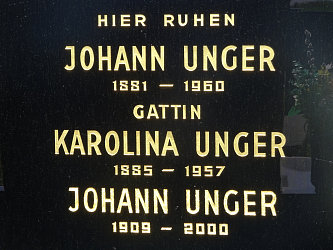 HIER RUHEN
JOHANN UNGER
1881 – 1960
GATTIN
KAROLINA UNGER
1885 – 1957
JOHANN UNGER
1909 – 2000